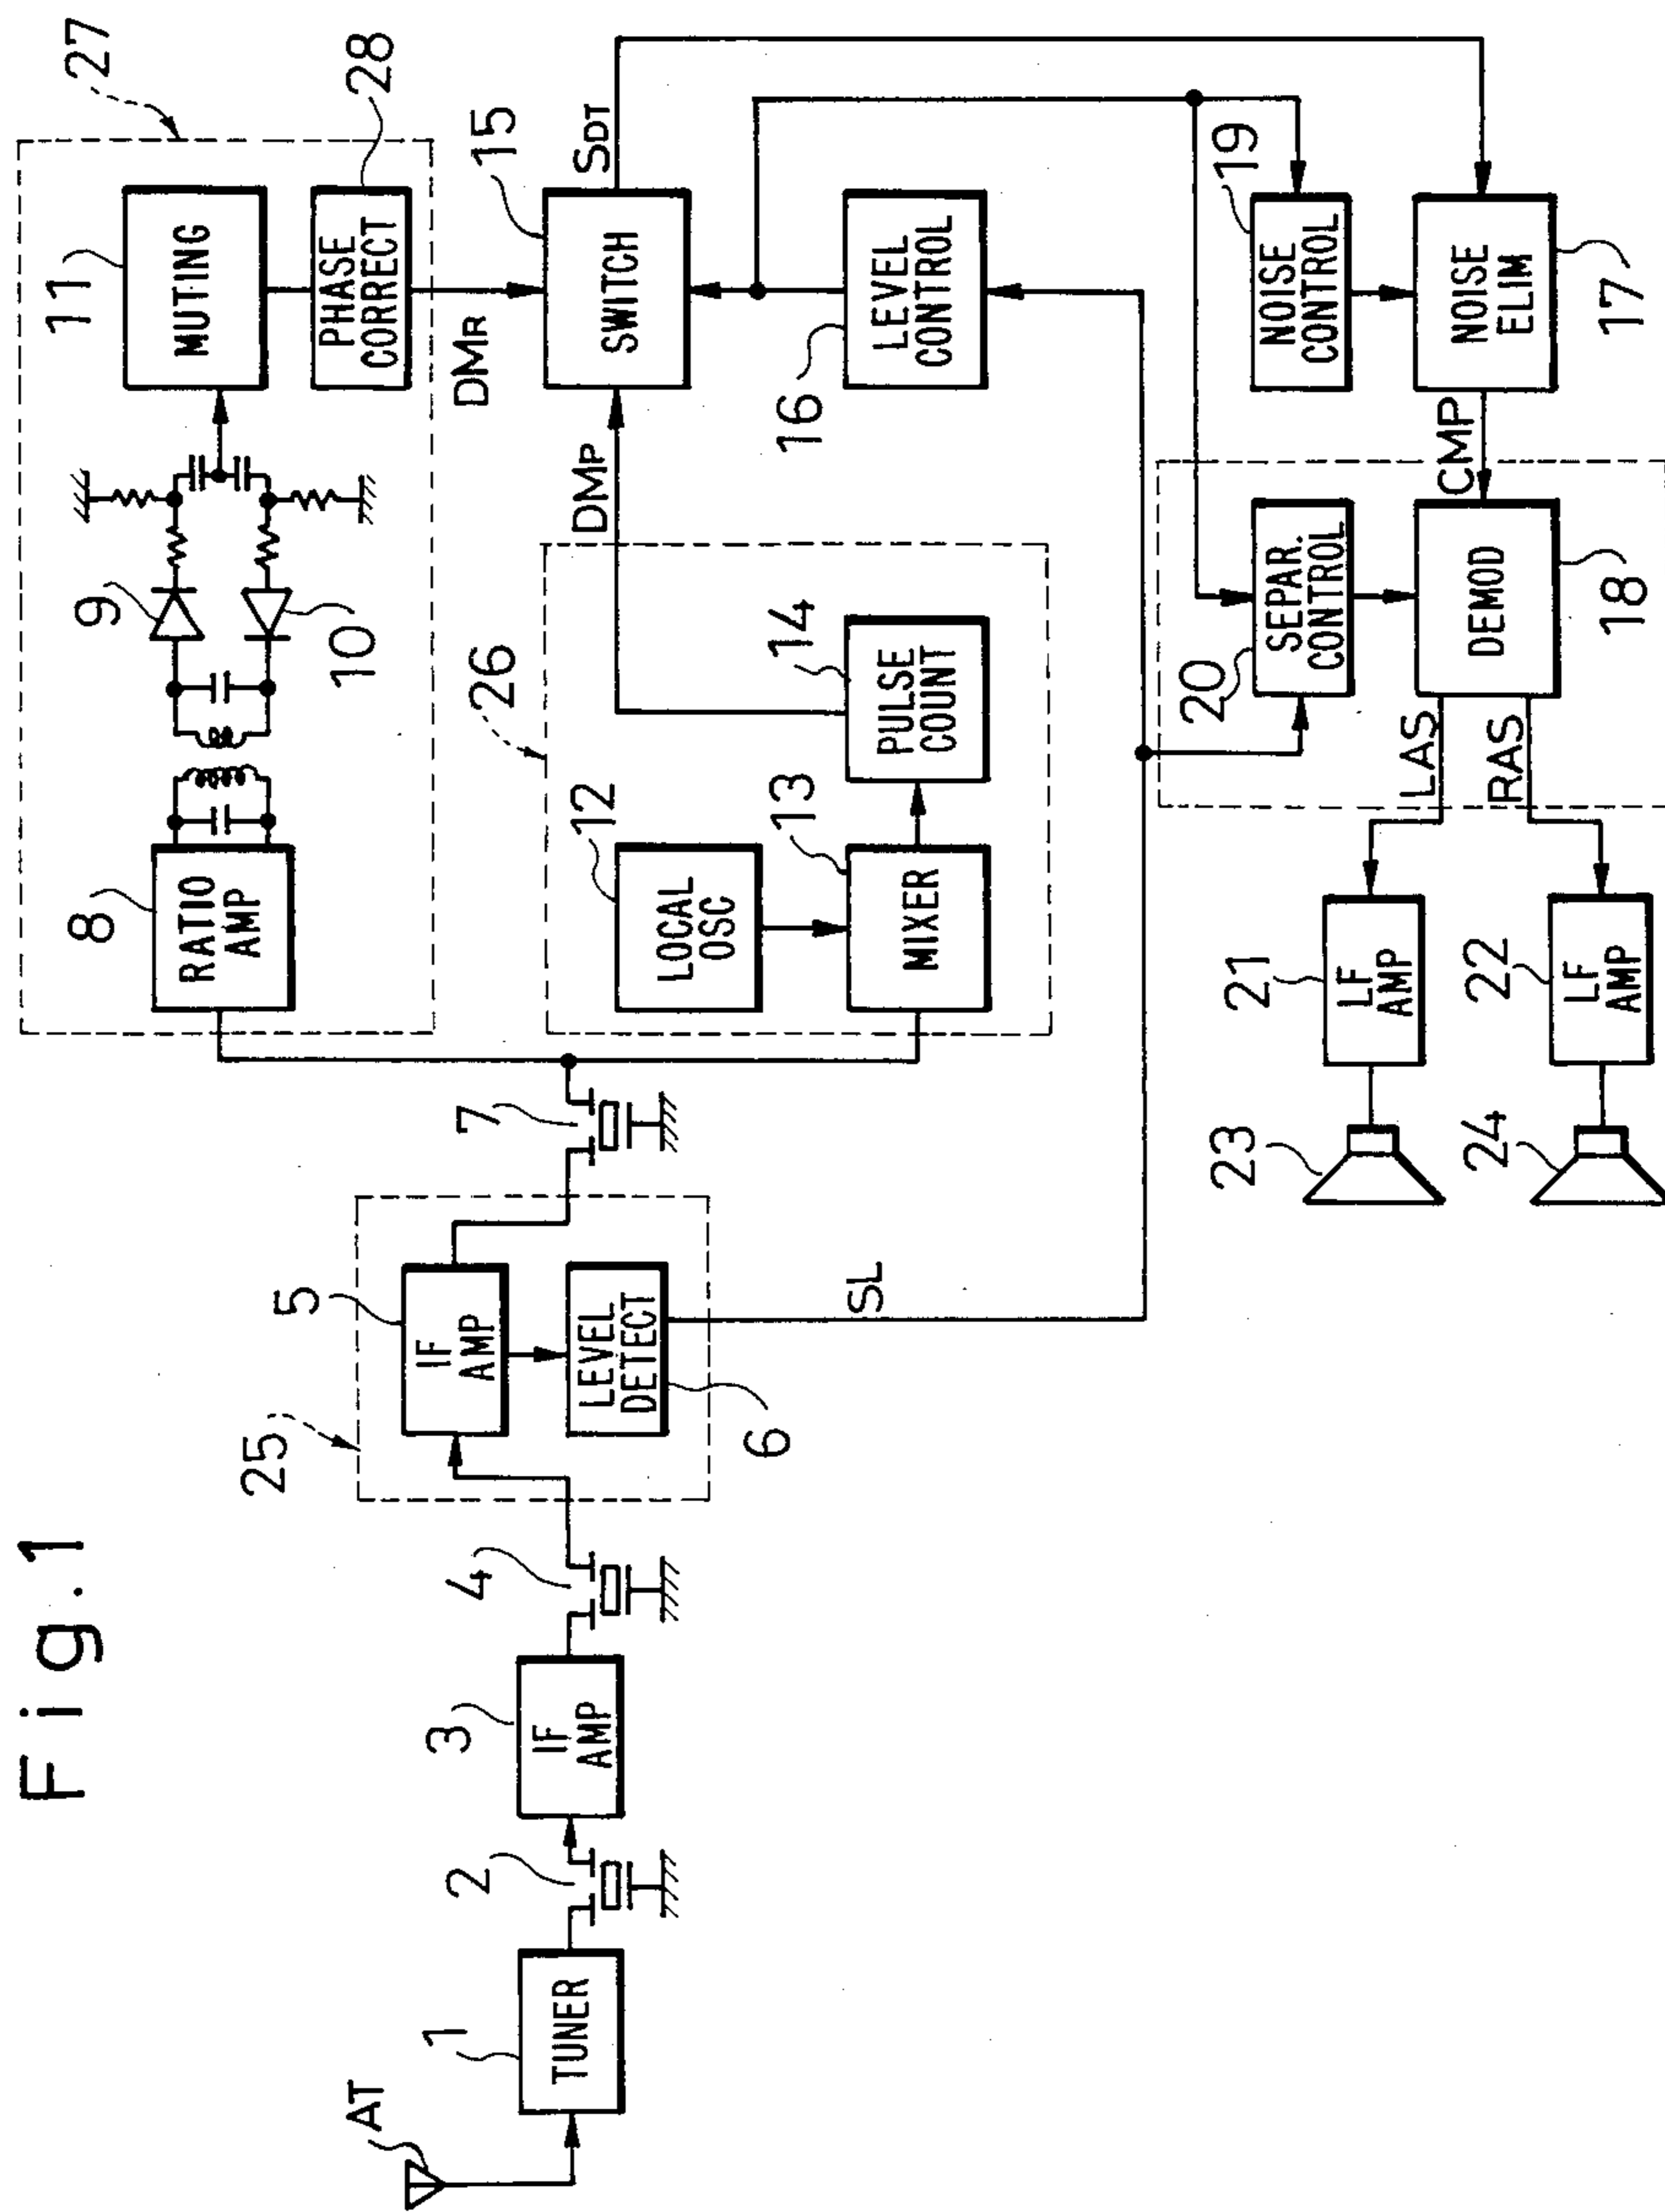 Fig.1
AT
1
TUNER
2
3
IF
AMP
4
25
5
IF
AMP
LEVEL
DETECT
6
SL
7
27
8
RATIO
AMP
9
10
11
MUTING
PHASE
CORRECT
28
DMR
26
12
LOCAL
OSC
13
MIXER
14
PULSE
COUNT
DMP
15
SWITCH
SDT
16
LEVEL
CONTROL
19
NOISE
CONTROL
NOISE
ELIM
17
CMP
20
SEPAR.
CONTROL
DEMOD
18
LAS
RAS
21
LF
AMP
22
LF
AMP
23
24